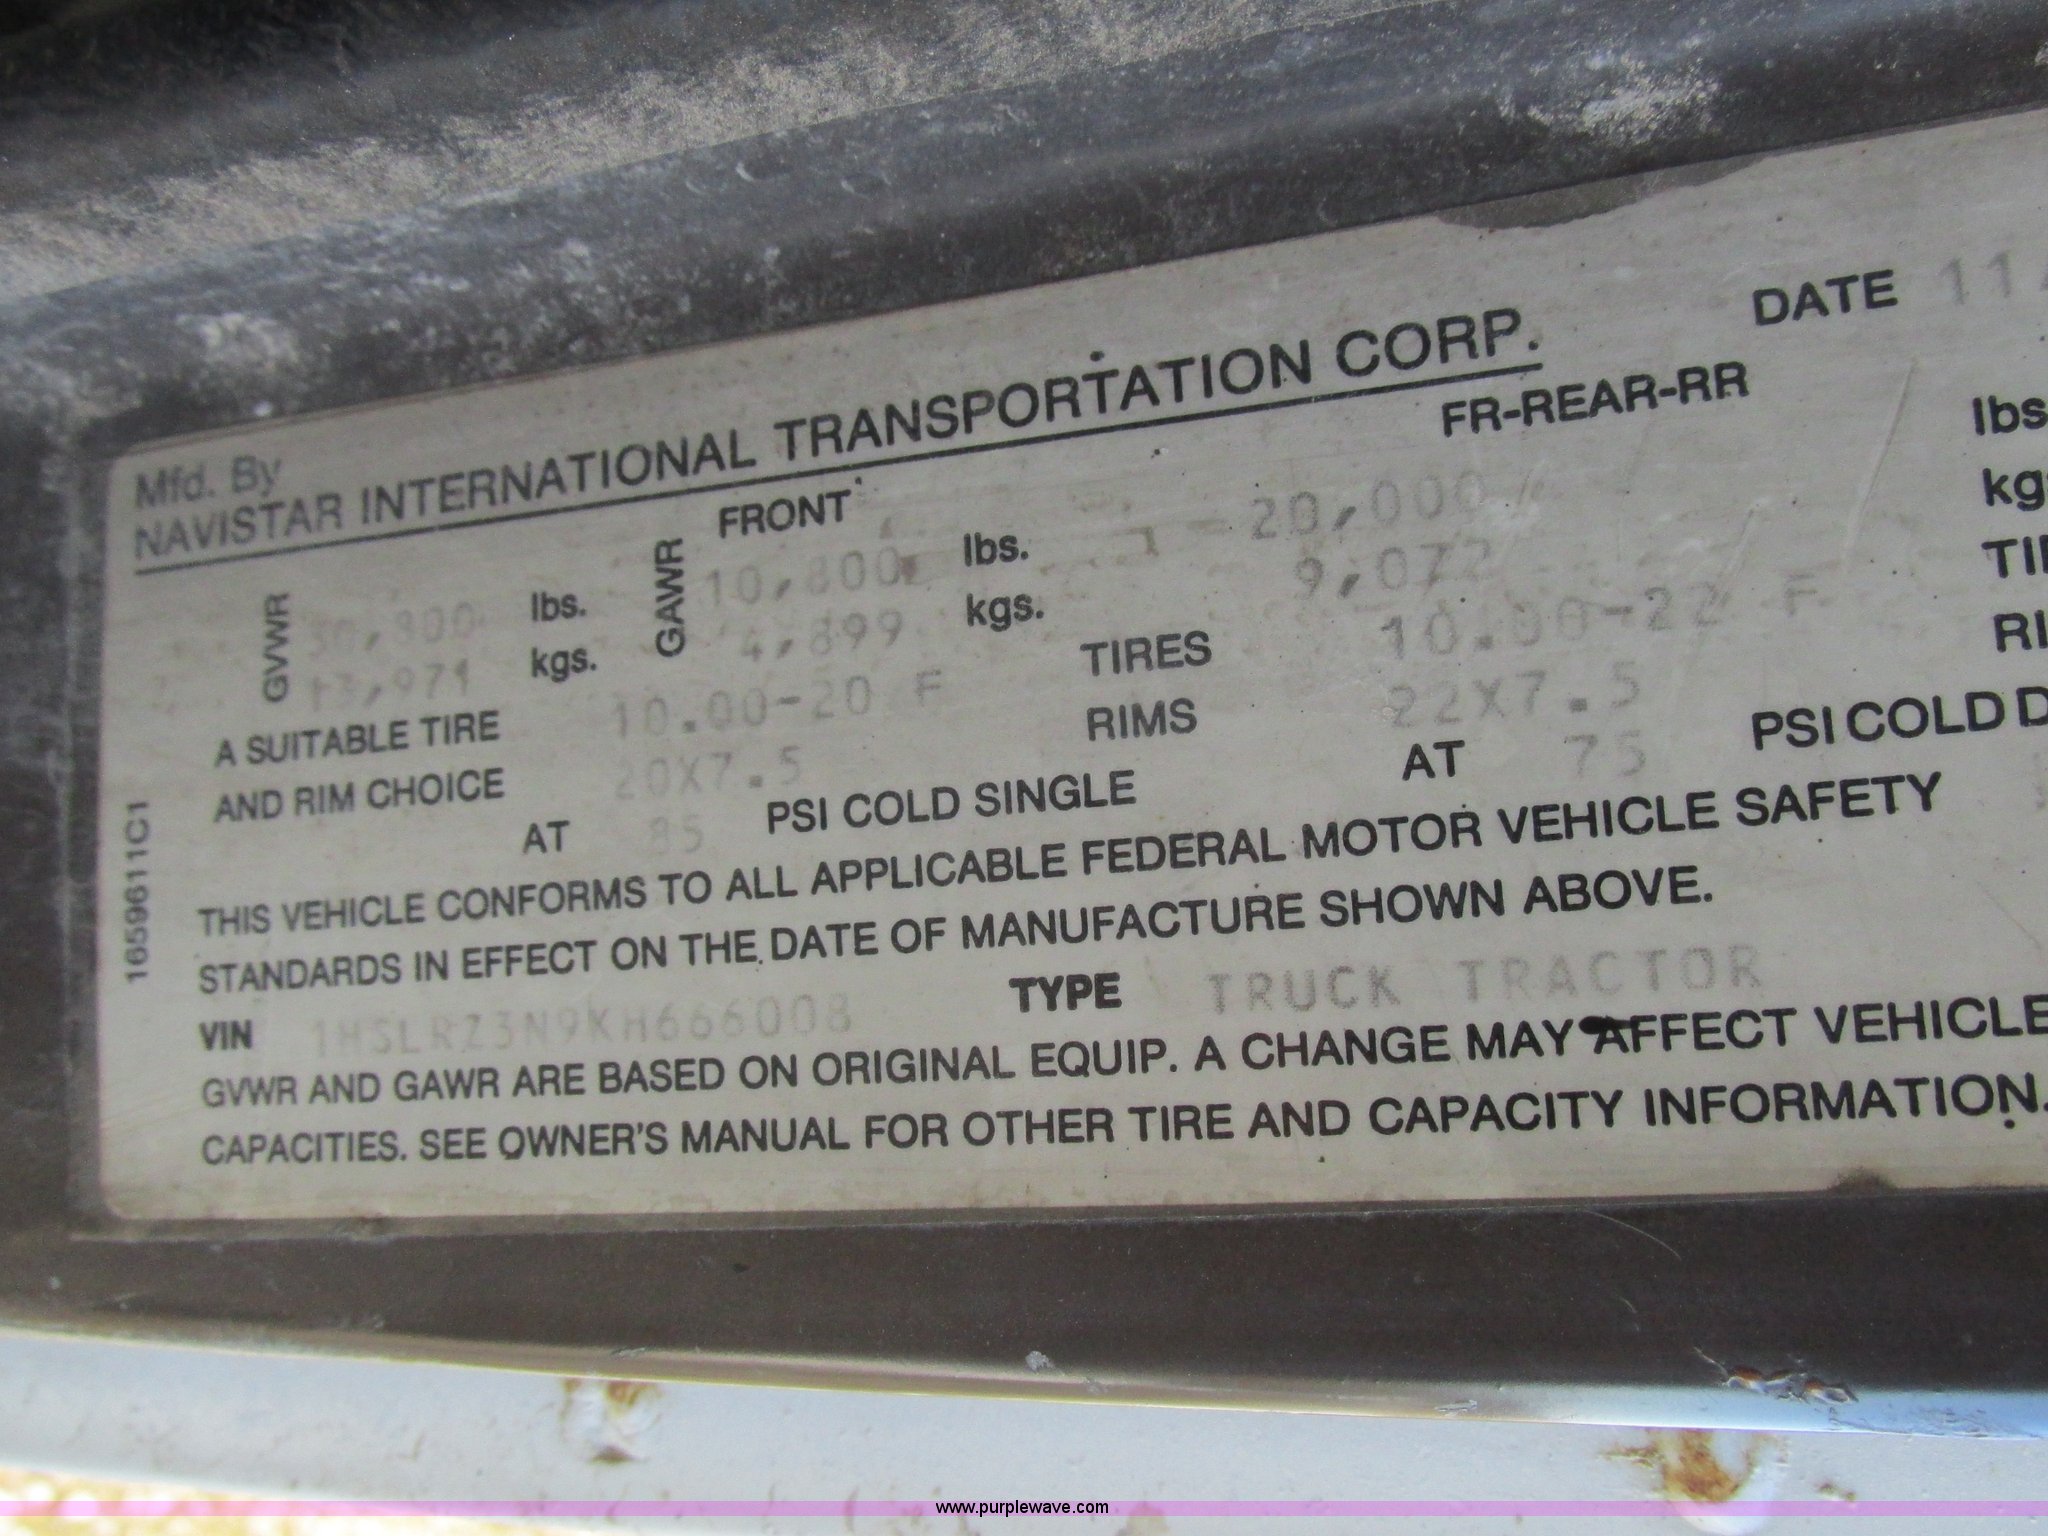 Mfd. By
NAVISTAR INTERNATIONAL TRANSPORTATION CORP. DATE 11
FRONT FR-REAR-RR
GVWR 30,800 lbs. GAWR 10,800 lbs. 20,000 lbs
13,971 kgs. 4,899 kgs. 9,072 kg
A SUITABLE TIRE 10.00-20 F TIRES 10.00-22 F
AND RIM CHOICE 20X7.5 RIMS 22X7.5
AT 85 PSI COLD SINGLE AT 75 PSI COLD
THIS VEHICLE CONFORMS TO ALL APPLICABLE FEDERAL MOTOR VEHICLE SAFETY
STANDARDS IN EFFECT ON THE DATE OF MANUFACTURE SHOWN ABOVE.
VIN 1HSLRZ3N9KH666008 TYPE TRUCK TRACTOR
GVWR AND GAWR ARE BASED ON ORIGINAL EQUIP. A CHANGE MAY AFFECT VEHICLE
CAPACITIES. SEE OWNER'S MANUAL FOR OTHER TIRE AND CAPACITY INFORMATION.
1659611C1
www.purplewave.com